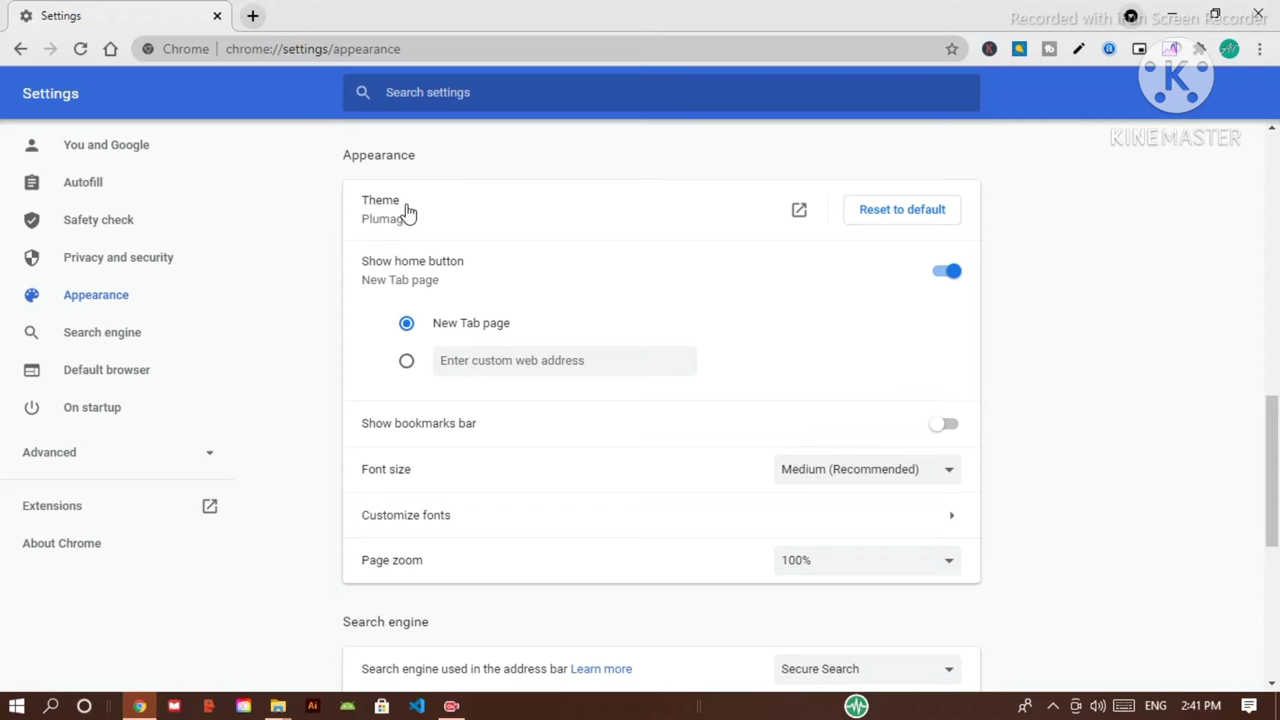 Settings
Recorded with iFun Screen Recorder
Chrome
chrome://settings/appearance
Settings
Search settings
K
KINEMASTER
You and Google
Autofill
Safety check
Privacy and security
Appearance
Search engine
Default browser
On startup
Advanced
Extensions
About Chrome
Appearance
Theme
Reset to default
Show home button
New Tab page
New Tab page
Enter custom web address
Show bookmarks bar
Font size
Medium (Recommended)
Customize fonts
Page zoom
100%
Search engine
Search engine used in the address bar Learn more
Secure Search
Ai
ENG
2:41 PM